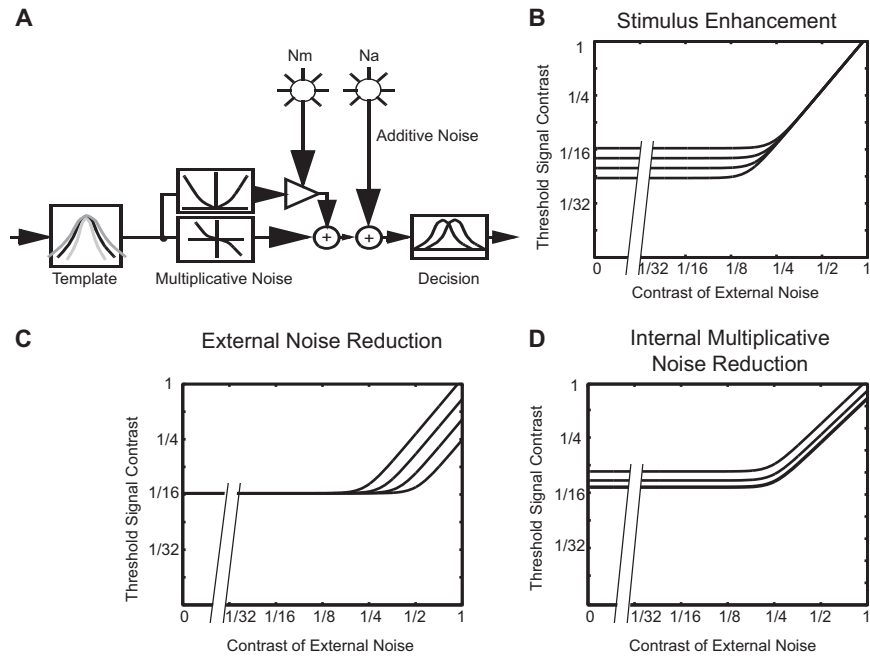 A
Nm
Na
Additive Noise
+
+
Template
Multiplicative Noise
Decision
B
Stimulus Enhancement
Threshold Signal Contrast
1
1/4
1/16
1/32
0
1/32
1/16
1/8
1/4
1/2
1
Contrast of External Noise
C
External Noise Reduction
Threshold Signal Contrast
1
1/4
1/16
1/32
0
1/32
1/16
1/8
1/4
1/2
1
Contrast of External Noise
D
Internal Multiplicative
Noise Reduction
Threshold Signal Contrast
1
1/4
1/16
1/32
0
1/32
1/16
1/8
1/4
1/2
1
Contrast of External Noise